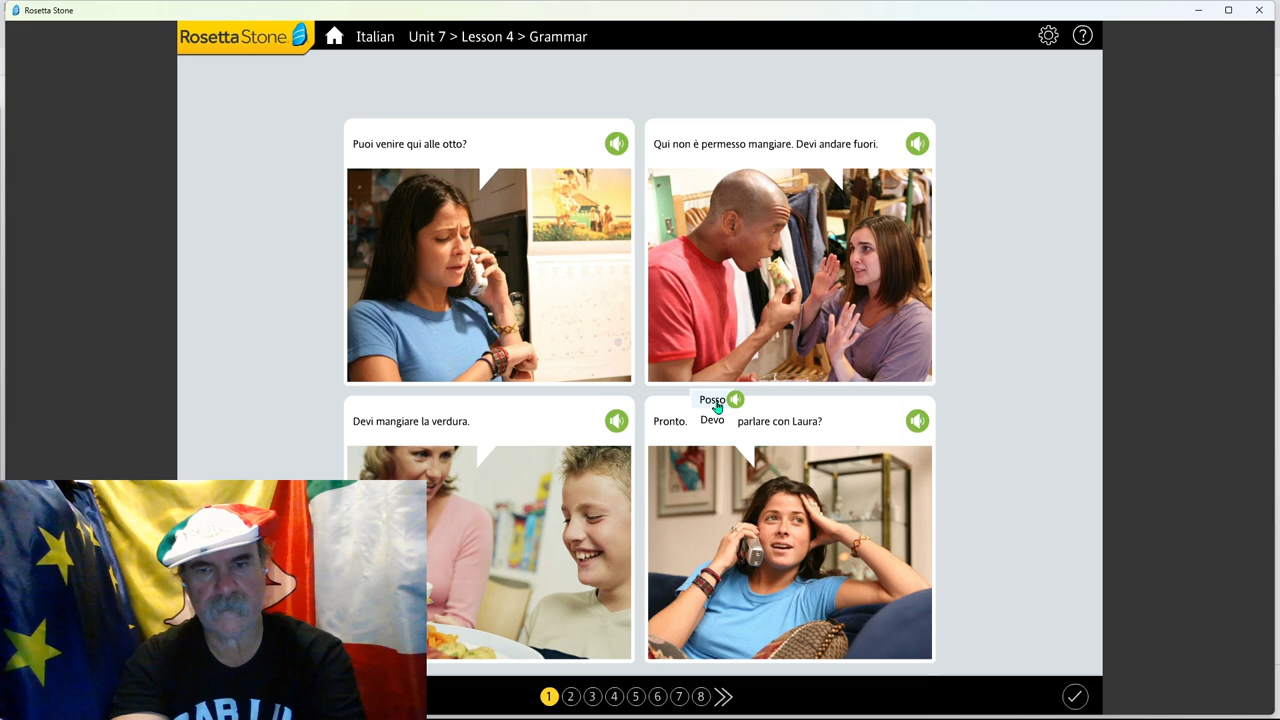 Rosetta Stone
RosettaStone
Italian Unit 7 > Lesson 4 > Grammar
Puoi venire qui alle otto?
Qui non è permesso mangiare. Devi andare fuori.
Devi mangiare la verdura.
Posso
Pronto. Devo parlare con Laura?
1 2 3 4 5 6 7 8